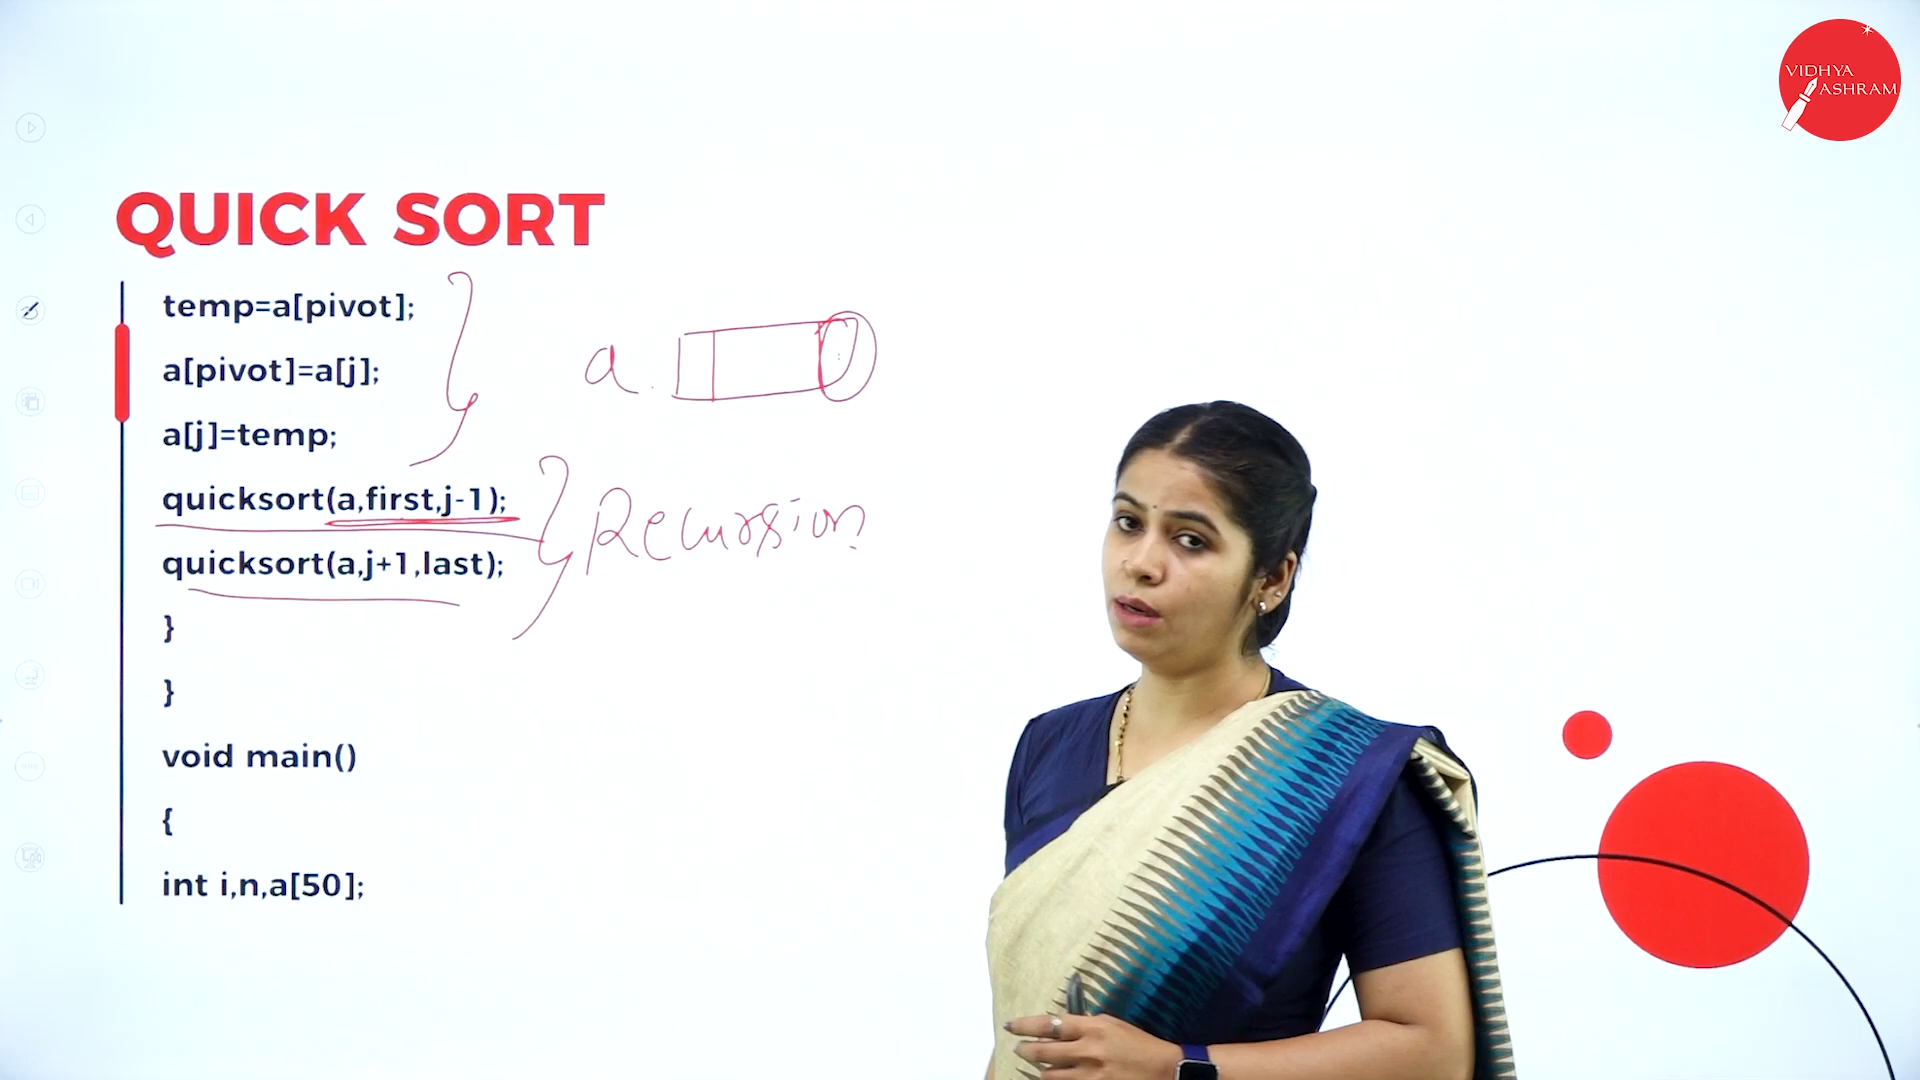 VIDHYA
ASHRAM
QUICK SORT
temp=a[pivot];
a[pivot]=a[j];
a[j]=temp;
quicksort(a,first,j-1);
quicksort(a,j+1,last);
}
}
void main()
{
int i,n,a[50];
a
Recursion